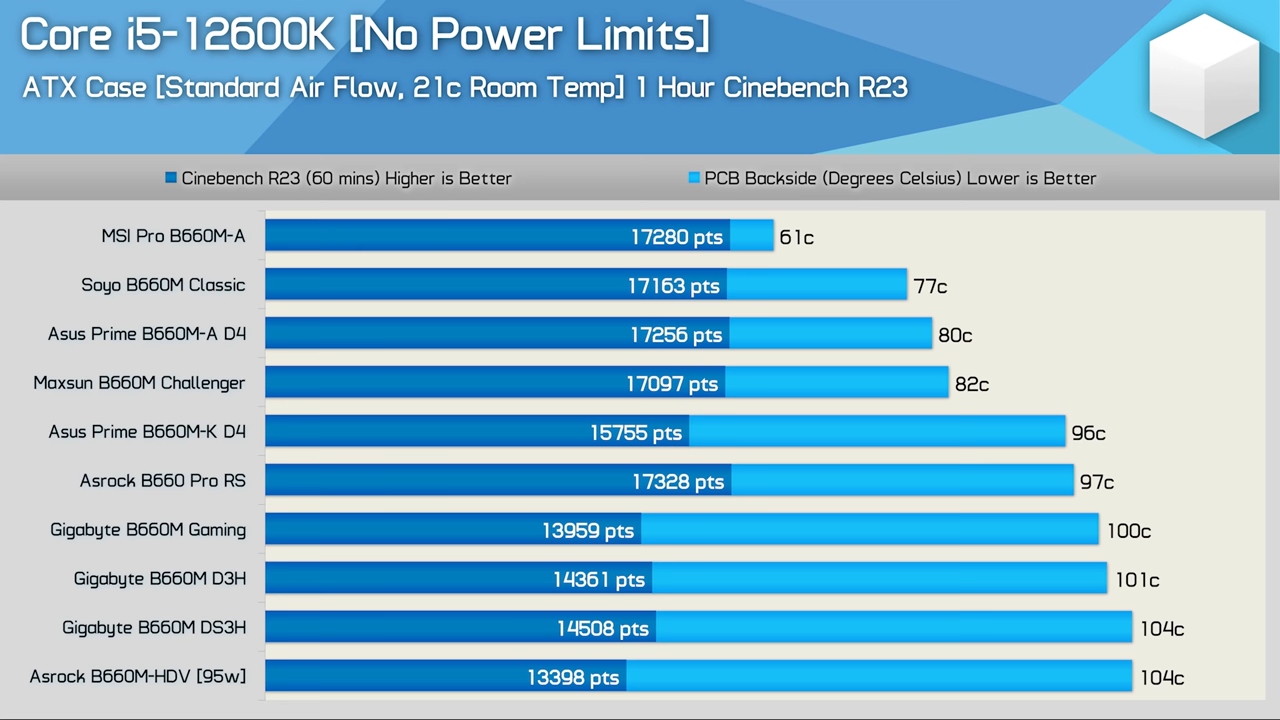 Core i5-12600K [No Power Limits]
ATX Case [Standard Air Flow, 21c Room Temp] 1 Hour Cinebench R23
Cinebench R23 (60 mins) Higher is Better
PCB Backside (Degrees Celsius) Lower is Better
MSI Pro B660M-A 17280 pts 61c
Soyo B660M Classic 17163 pts 77c
Asus Prime B660M-A D4 17256 pts 80c
Maxsun B660M Challenger 17097 pts 82c
Asus Prime B660M-K D4 15755 pts 96c
Asrock B660 Pro RS 17328 pts 97c
Gigabyte B660M Gaming 13959 pts 100c
Gigabyte B660M D3H 14361 pts 101c
Gigabyte B660M DS3H 14508 pts 104c
Asrock B660M-HDV [95w] 13398 pts 104c